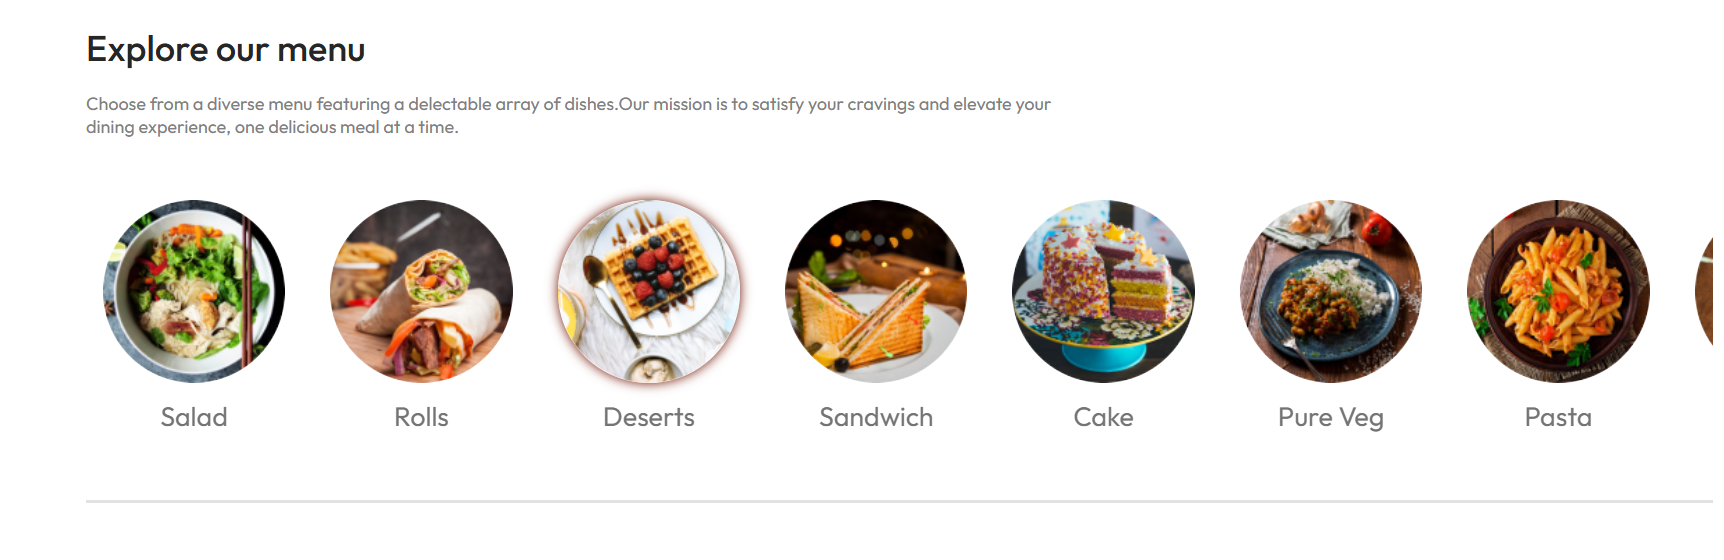 Explore our menu
Choose from a diverse menu featuring a delectable array of dishes.Our mission is to satisfy your cravings and elevate your
dining experience, one delicious meal at a time.
Salad
Rolls
Deserts
Sandwich
Cake
Pure Veg
Pasta